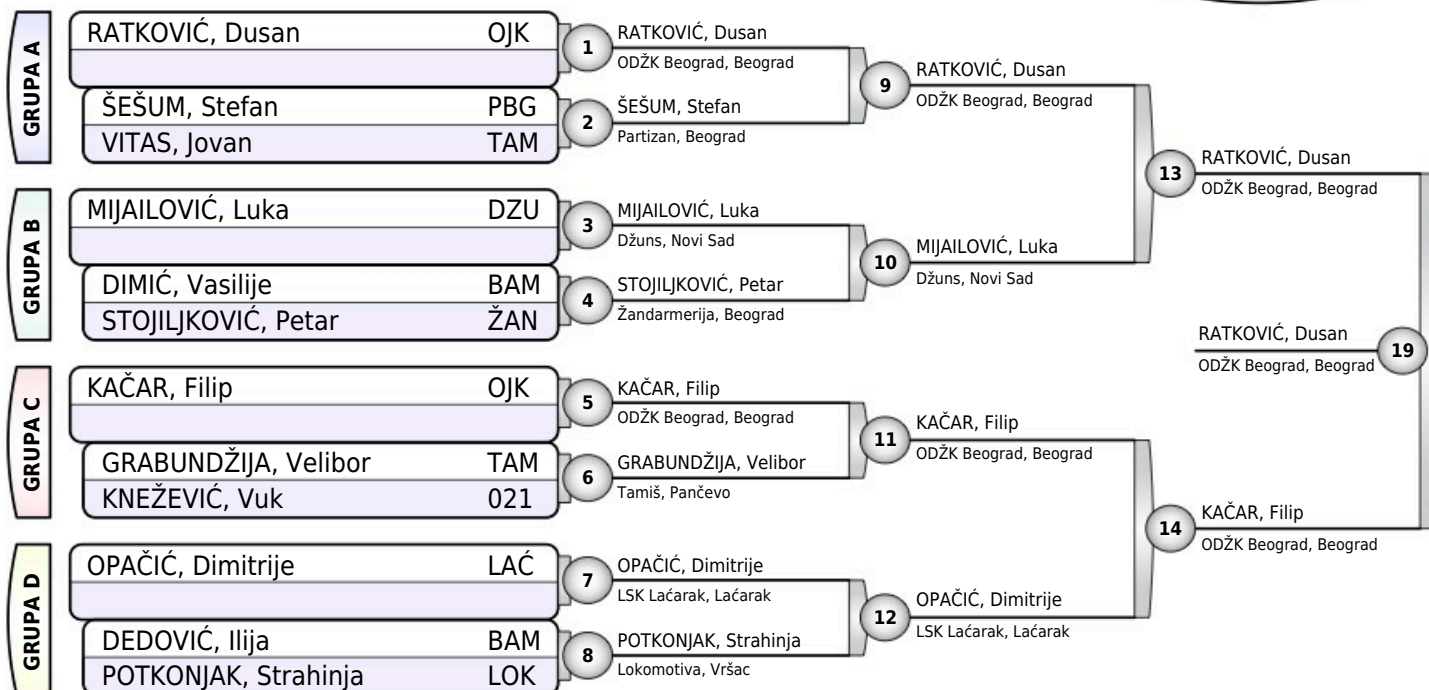 GRUPA A
RATKOVIĆ, Dusan OJK
ŠEŠUM, Stefan PBG
VITAS, Jovan TAM
GRUPA B
MIJAILOVIĆ, Luka DZU
DIMIĆ, Vasilije BAM
STOJILJKOVIĆ, Petar ŽAN
GRUPA C
KAČAR, Filip OJK
GRABUNDŽIJA, Velibor TAM
KNEŽEVIĆ, Vuk 021
GRUPA D
OPAČIĆ, Dimitrije LAĆ
DEDOVIĆ, Ilija BAM
POTKONJAK, Strahinja LOK
1
RATKOVIĆ, Dusan
ODŽK Beograd, Beograd
2
ŠEŠUM, Stefan
Partizan, Beograd
3
MIJAILOVIĆ, Luka
Džuns, Novi Sad
4
STOJILJKOVIĆ, Petar
Žandarmerija, Beograd
5
KAČAR, Filip
ODŽK Beograd, Beograd
6
GRABUNDŽIJA, Velibor
Tamiš, Pančevo
7
OPAČIĆ, Dimitrije
LSK Laćarak, Laćarak
8
POTKONJAK, Strahinja
Lokomotiva, Vršac
9
RATKOVIĆ, Dusan
ODŽK Beograd, Beograd
10
MIJAILOVIĆ, Luka
Džuns, Novi Sad
11
KAČAR, Filip
ODŽK Beograd, Beograd
12
OPAČIĆ, Dimitrije
LSK Laćarak, Laćarak
13
RATKOVIĆ, Dusan
ODŽK Beograd, Beograd
14
KAČAR, Filip
ODŽK Beograd, Beograd
RATKOVIĆ, Dusan
ODŽK Beograd, Beograd
19